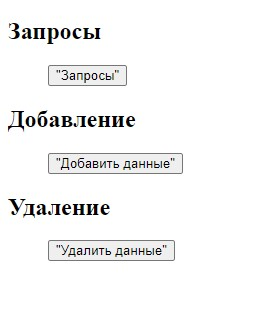 Запросы
"Запросы"
Добавление
"Добавить данные"
Удаление
"Удалить данные"